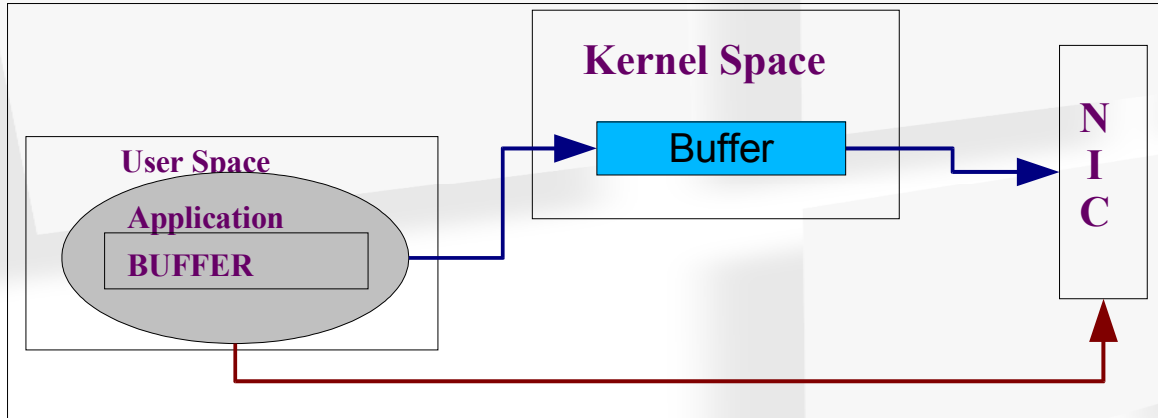 Kernel Space
Buffer
User Space
Application
BUFFER
N
I
C